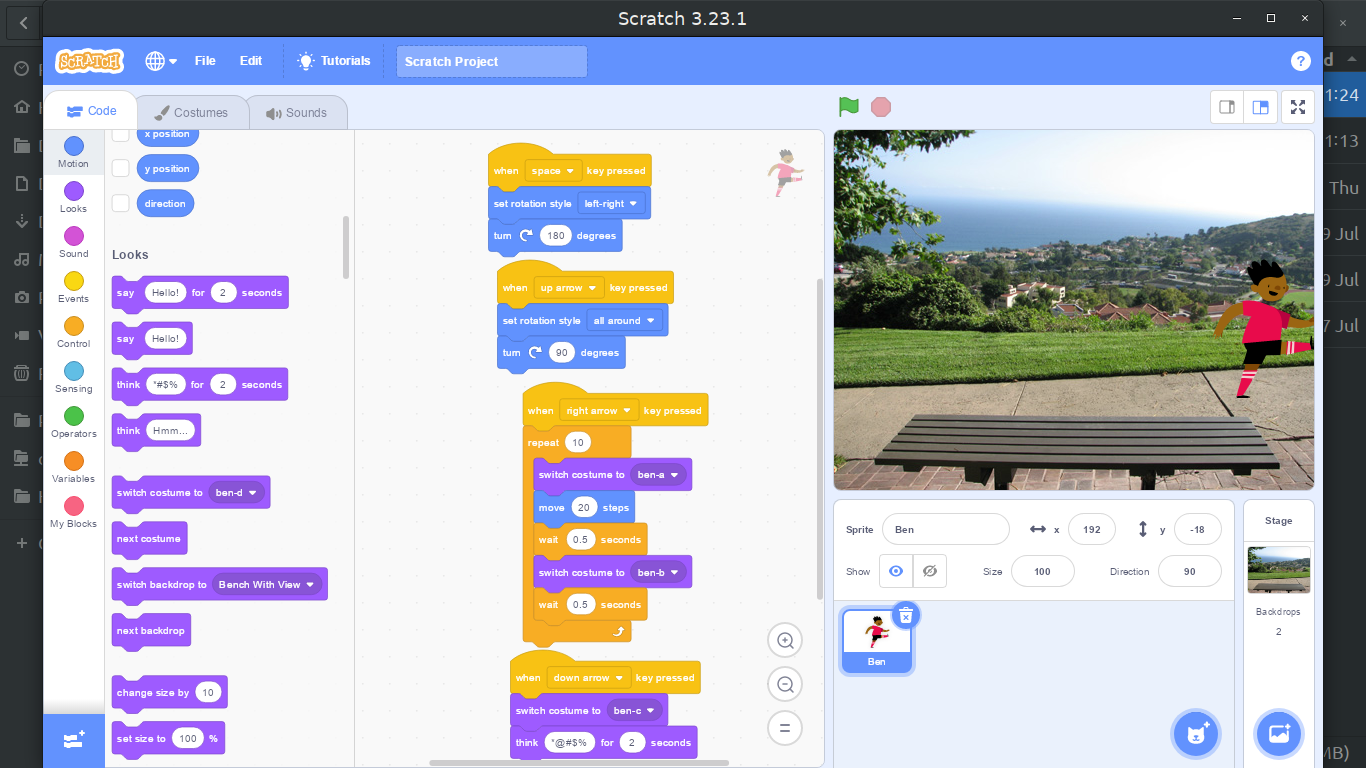 Scratch 3.23.1
SCRATCH
File
Edit
Tutorials
Scratch Project
?
Code
Costumes
Sounds
Motion
Looks
Sound
Events
Control
Sensing
Operators
Variables
My Blocks
x position
y position
direction
Looks
say Hello! for 2 seconds
say Hello!
think *#$% for 2 seconds
think Hmm...
switch costume to ben-d
next costume
switch backdrop to Bench With View
next backdrop
change size by 10
set size to 100 %
when space key pressed
set rotation style left-right
turn 180 degrees
when up arrow key pressed
set rotation style all around
turn 90 degrees
when right arrow key pressed
repeat 10
switch costume to ben-a
move 20 steps
wait 0.5 seconds
switch costume to ben-b
wait 0.5 seconds
when down arrow key pressed
switch costume to ben-c
think *@#$% for 2 seconds
Sprite Ben x 192 y -18
Show Size 100 Direction 90
Ben
Stage
Backdrops
2
d
1:24
1:13
Thu
9 Jul
9 Jul
7 Jul
MB)